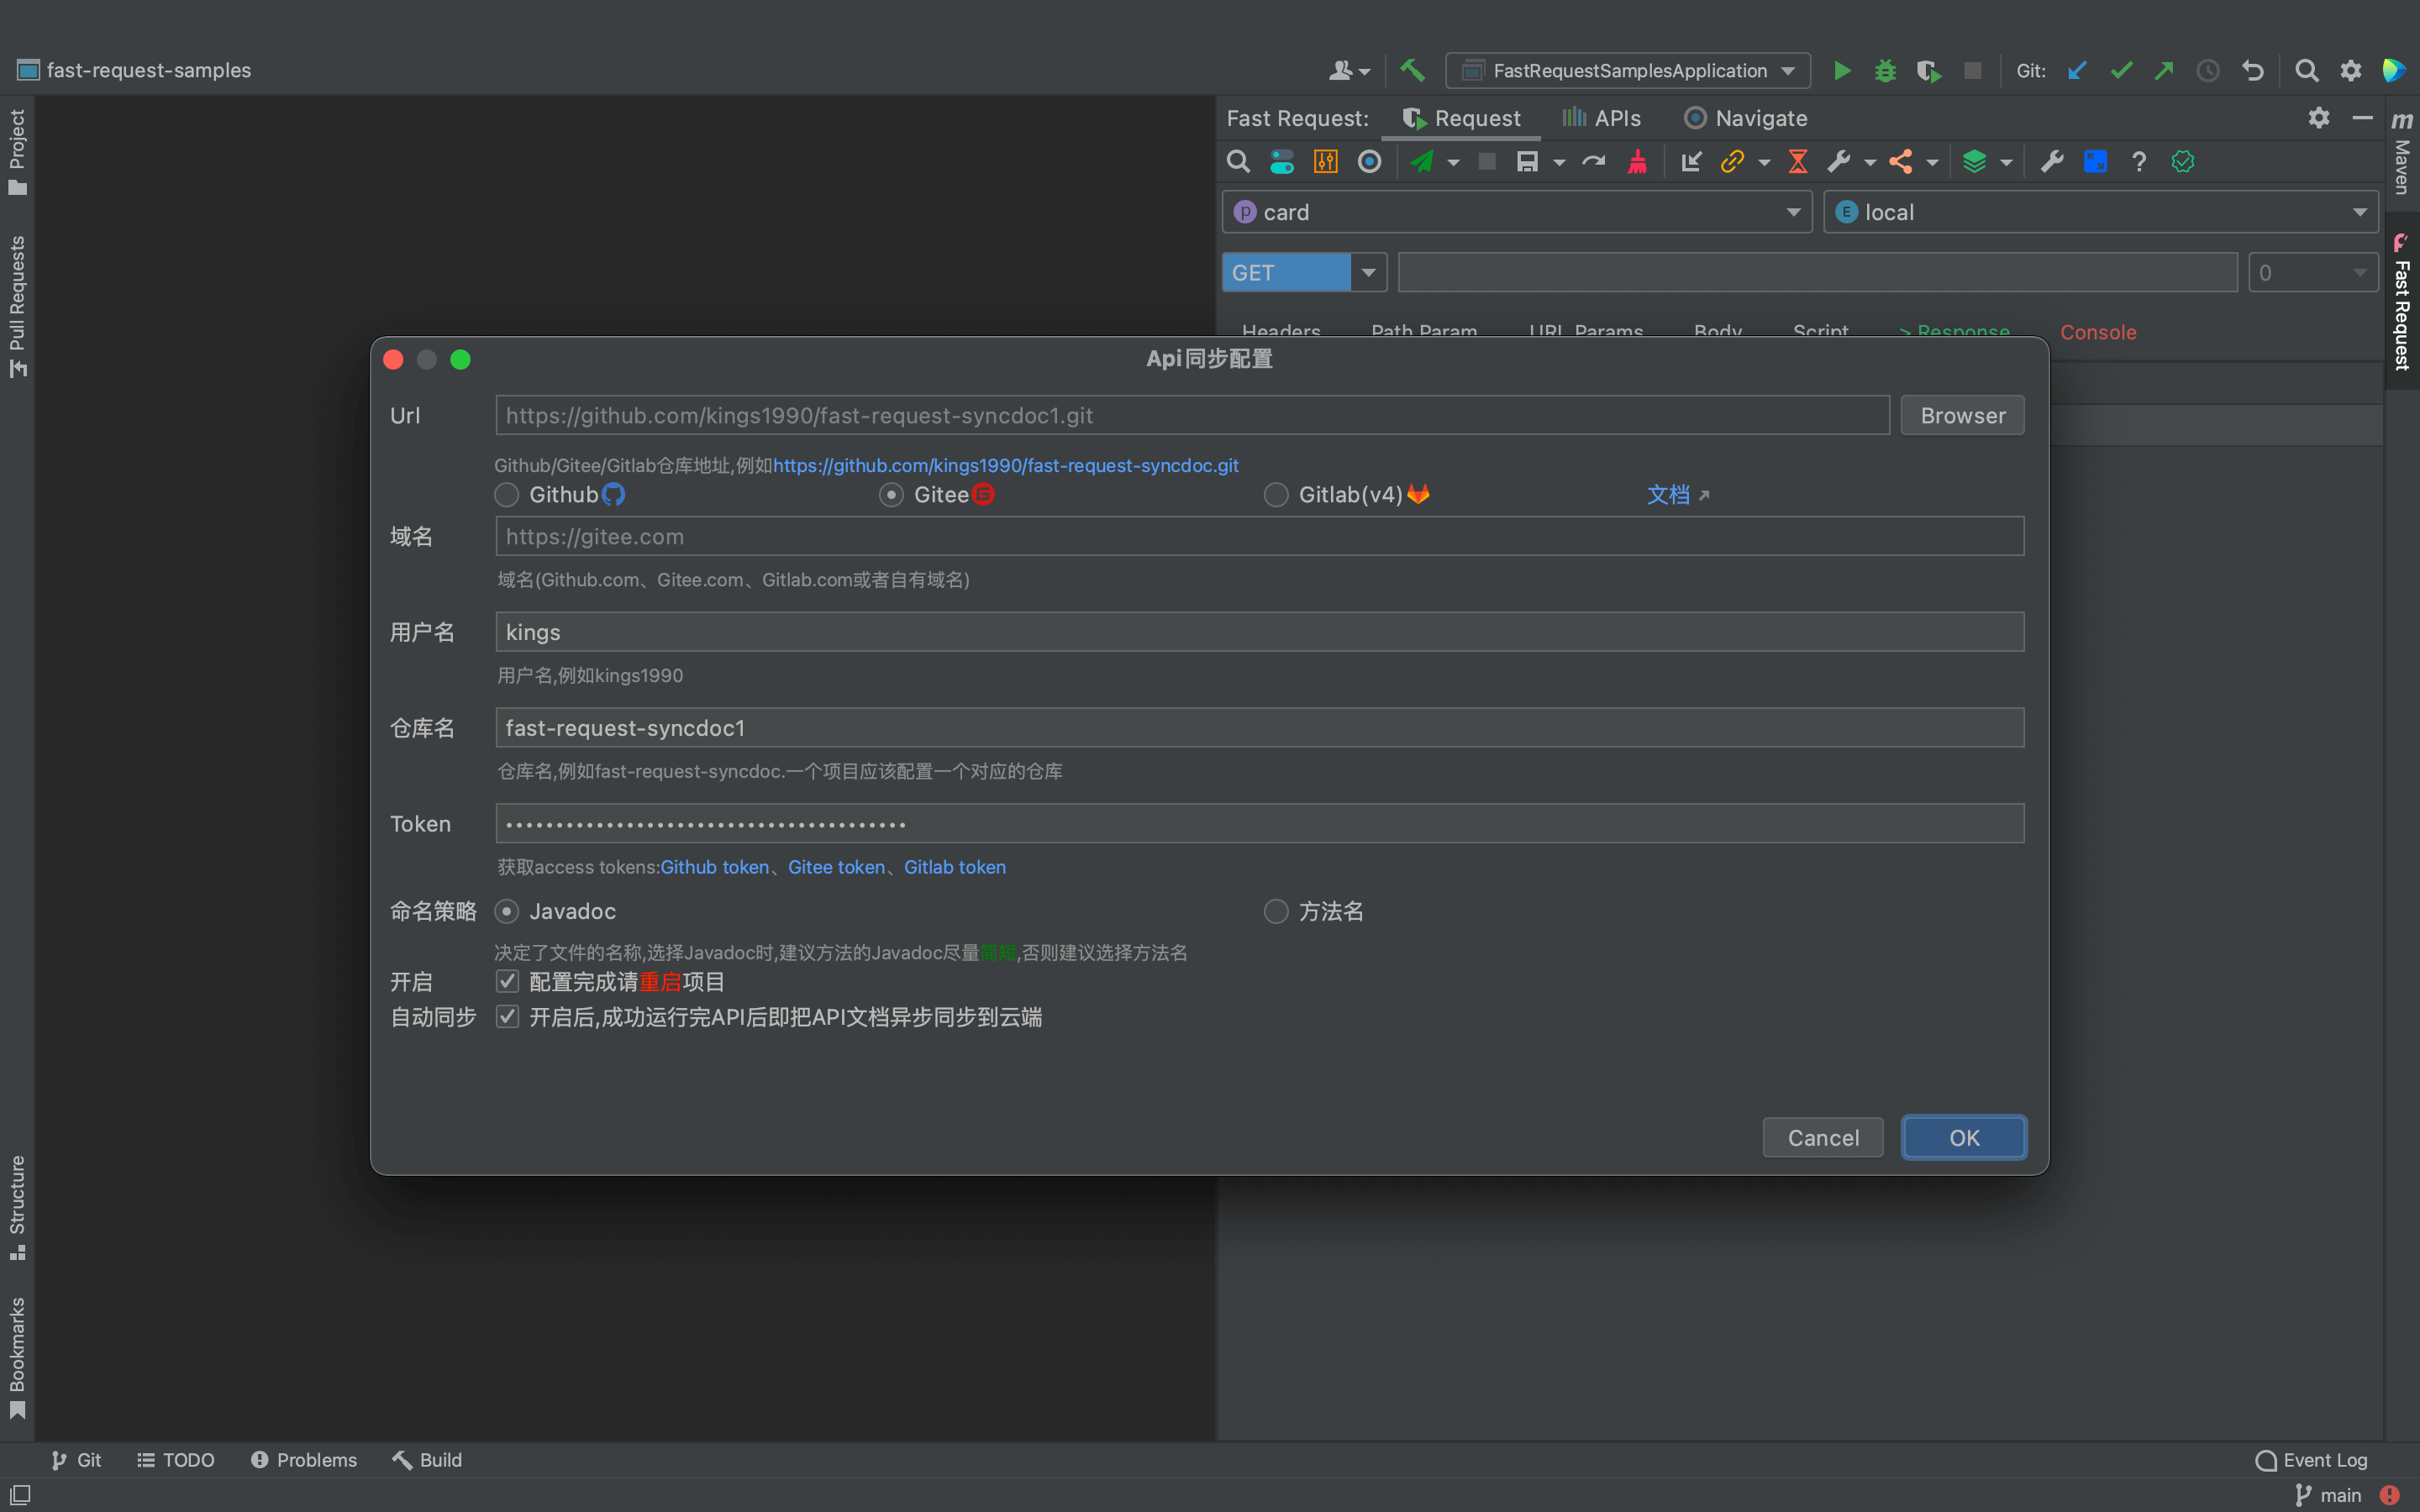 fast-request-samples
FastRequestSamplesApplication
Git:
Project
Pull Requests
Structure
Bookmarks
Fast Request:
Request
APIs
Navigate
m
Maven
Fast Request
p card
E local
GET
0
Headers
Path Param
URL Params
Body
Script
> Response
Console
Api同步配置
Url
https://github.com/kings1990/fast-request-syncdoc1.git
Browser
Github/Gitee/Gitlab仓库地址,例如https://github.com/kings1990/fast-request-syncdoc.git
Github
Gitee
Gitlab(v4)
文档
域名
https://gitee.com
域名(Github.com、Gitee.com、Gitlab.com或者自有域名)
用户名
kings
用户名,例如kings1990
仓库名
fast-request-syncdoc1
仓库名,例如fast-request-syncdoc.一个项目应该配置一个对应的仓库
Token
获取access tokens:Github token、Gitee token、Gitlab token
命名策略
Javadoc
方法名
决定了文件的名称,选择Javadoc时,建议方法的Javadoc尽量简短,否则建议选择方法名
开启
配置完成请重启项目
自动同步
开启后,成功运行完API后即把API文档异步同步到云端
Cancel
OK
Git
TODO
Problems
Build
Event Log
main